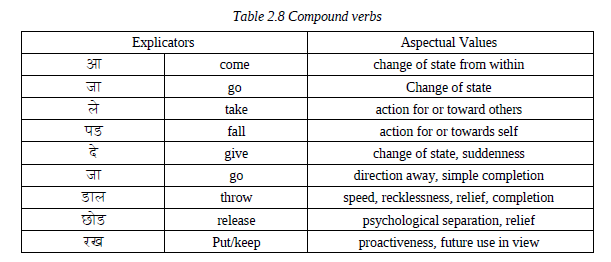 Table 2.8 Compound verbs
Explicators Aspectual Values
आ come change of state from within
जा go Change of state
ले take action for or toward others
पड fall action for or towards self
दे give change of state, suddenness
जा go direction away, simple completion
डाल throw speed, recklessness, relief, completion
छोड release psychological separation, relief
रख Put/keep proactiveness, future use in view